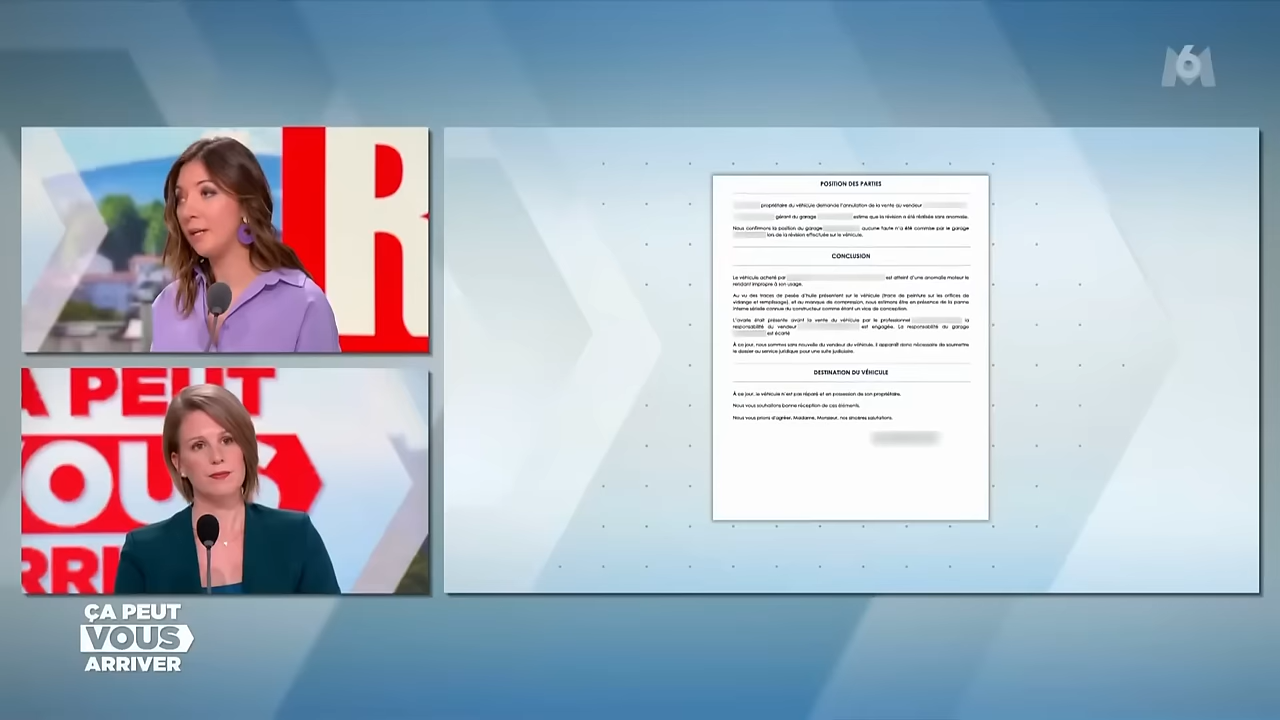 M6
R
À PEUT
OUS
RRI
ÇA PEUT
VOUS
ARRIVER
POSITION DES PARTIES
propriétaire du véhicule demande l'annulation de la vente au vendeur
gérant du garage estime que la révision a été réalisée sans anomalie.
Nous confirmons la position du garage aucune faute n'a été commise par le garage
lors de la révision effectuée sur le véhicule.
CONCLUSION
Le véhicule acheté par est atteint d'une anomalie moteur le
rendant impropre à son usage.
Au vu des traces de pesée d'huile présentent sur le véhicule (trace de peinture sur les orifices de
vidange et remplissage), et au manque de compression, nous estimons être en présence de la panne
interne sérielle connue du constructeur comme étant un vice de conception.
L'avarie était présente avant la vente du véhicule par le professionnel la
responsabilité du vendeur est engagée. La responsabilité du garage
est écarté
À ce jour, nous sommes sans nouvelle du vendeur du véhicule, il apparaît donc nécessaire de soumettre
le dossier au service juridique pour une suite judiciaire.
DESTINATION DU VÉHICULE
À ce jour, le véhicule n'est pas réparé et en possession de son propriétaire.
Nous vous souhaitons bonne réception de ces éléments.
Nous vous prions d'agréer, Madame, Monsieur, nos sincères salutations.